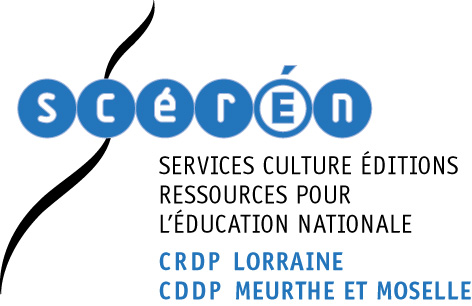 scérÉn
SERVICES CULTURE ÉDITIONS
RESSOURCES POUR
L'ÉDUCATION NATIONALE
CRDP LORRAINE
CDDP MEURTHE ET MOSELLE